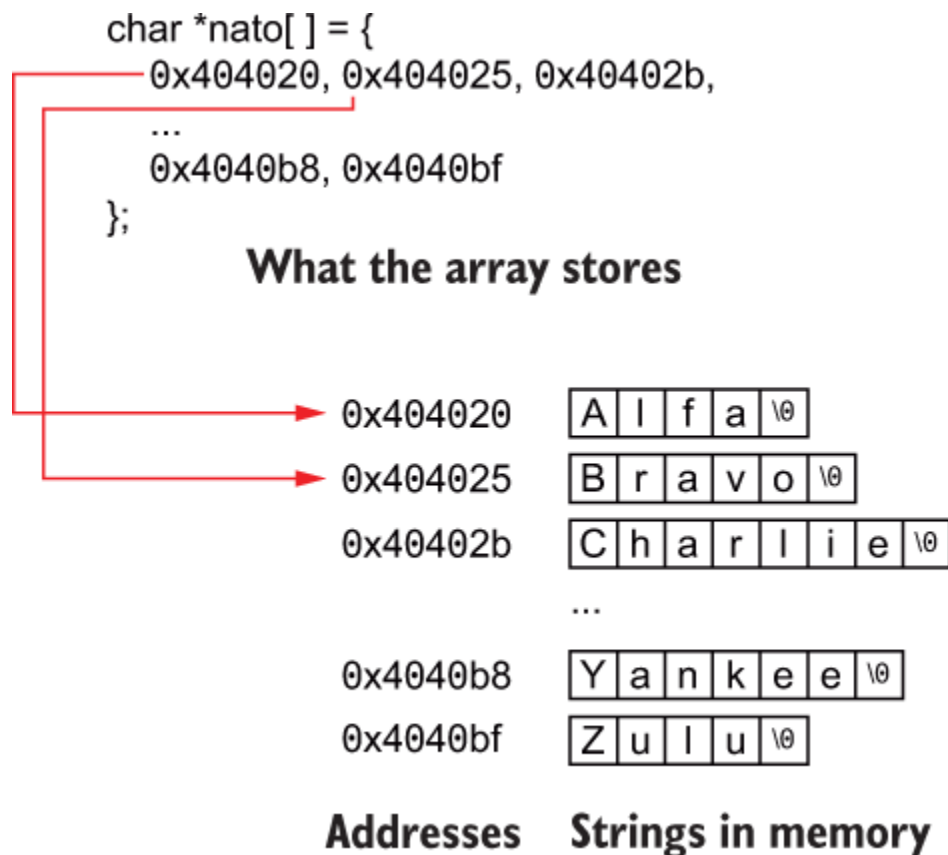 char *nato[ ] = {
0x404020, 0x404025, 0x40402b,
...
0x4040b8, 0x4040bf
};
What the array stores
0x404020 A l f a \0
0x404025 B r a v o \0
0x40402b C h a r l i e \0
...
0x4040b8 Y a n k e e \0
0x4040bf Z u l u \0
Addresses Strings in memory